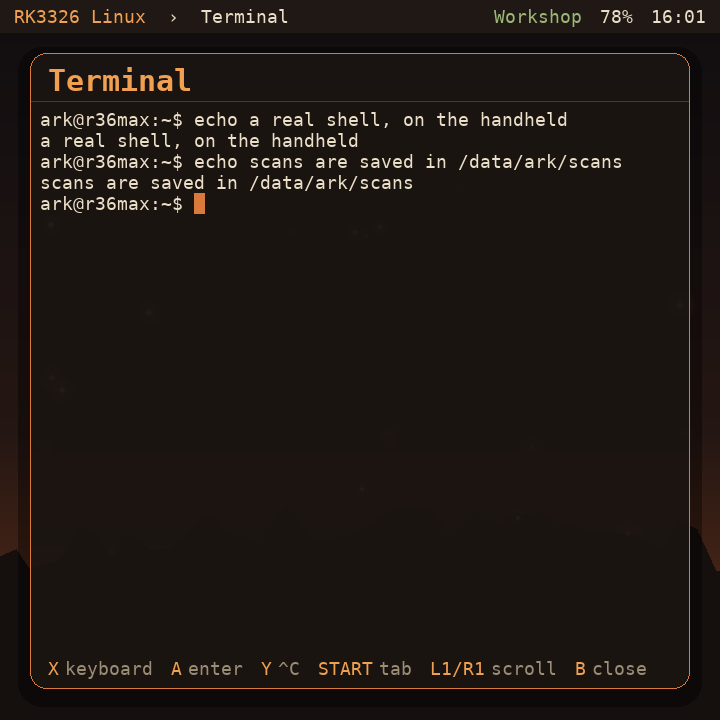 RK3326 Linux › Terminal Workshop 78% 16:01
Terminal
ark@r36max:~$ echo a real shell, on the handheld
a real shell, on the handheld
ark@r36max:~$ echo scans are saved in /data/ark/scans
scans are saved in /data/ark/scans
ark@r36max:~$
X keyboard A enter Y ^C START tab L1/R1 scroll B close